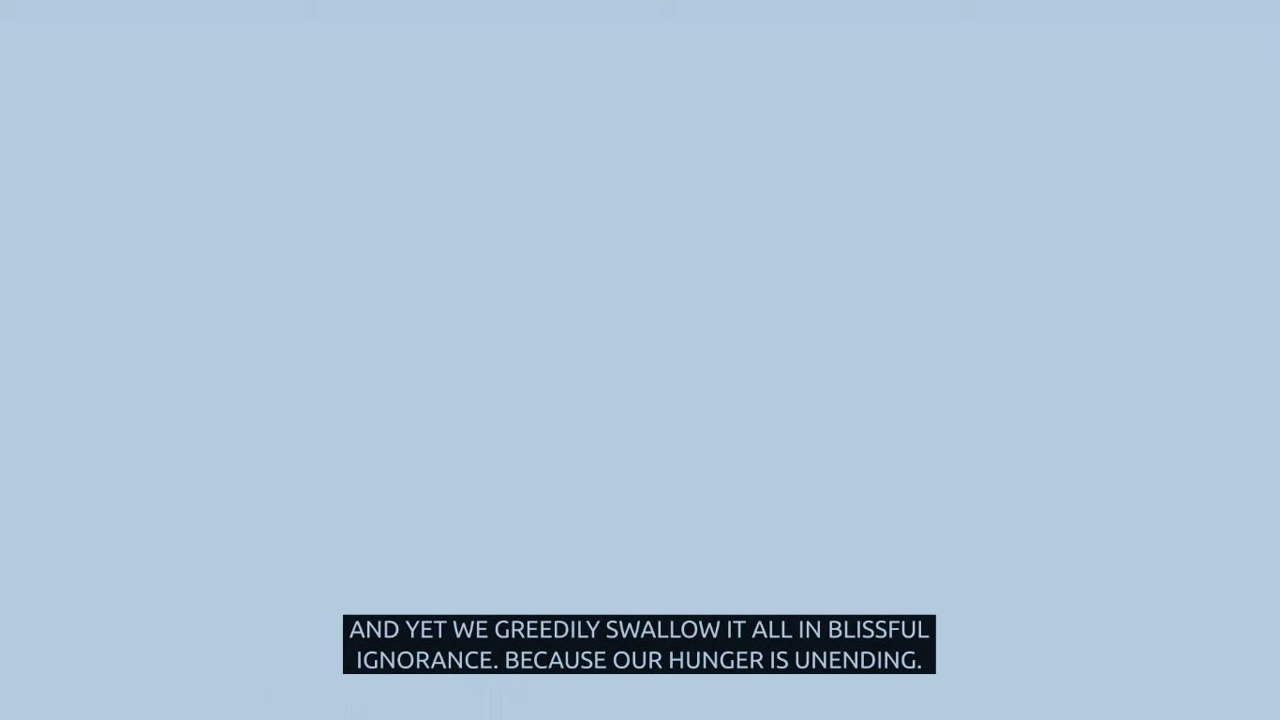 AND YET WE GREEDILY SWALLOW IT ALL IN BLISSFUL
IGNORANCE. BECAUSE OUR HUNGER IS UNENDING.